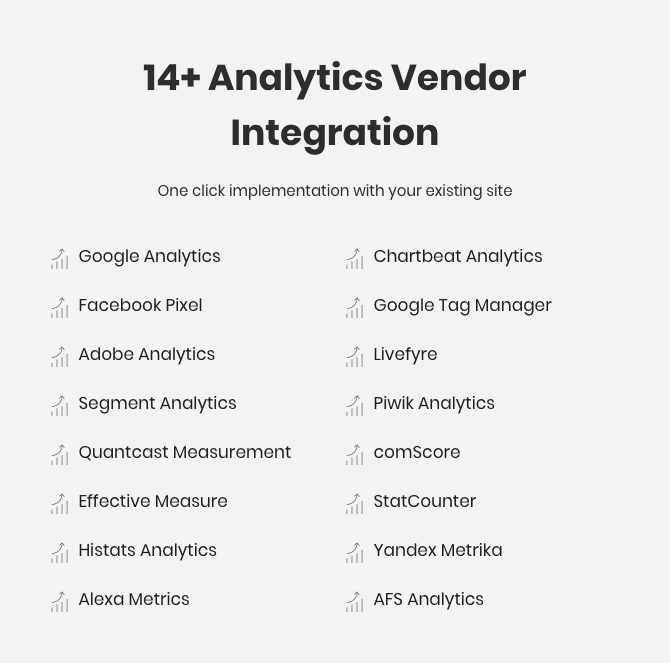 14+ Analytics Vendor
Integration
One click implementation with your existing site
Google Analytics
Facebook Pixel
Adobe Analytics
Segment Analytics
Quantcast Measurement
Effective Measure
Histats Analytics
Alexa Metrics
Chartbeat Analytics
Google Tag Manager
Livefyre
Piwik Analytics
comScore
StatCounter
Yandex Metrika
AFS Analytics